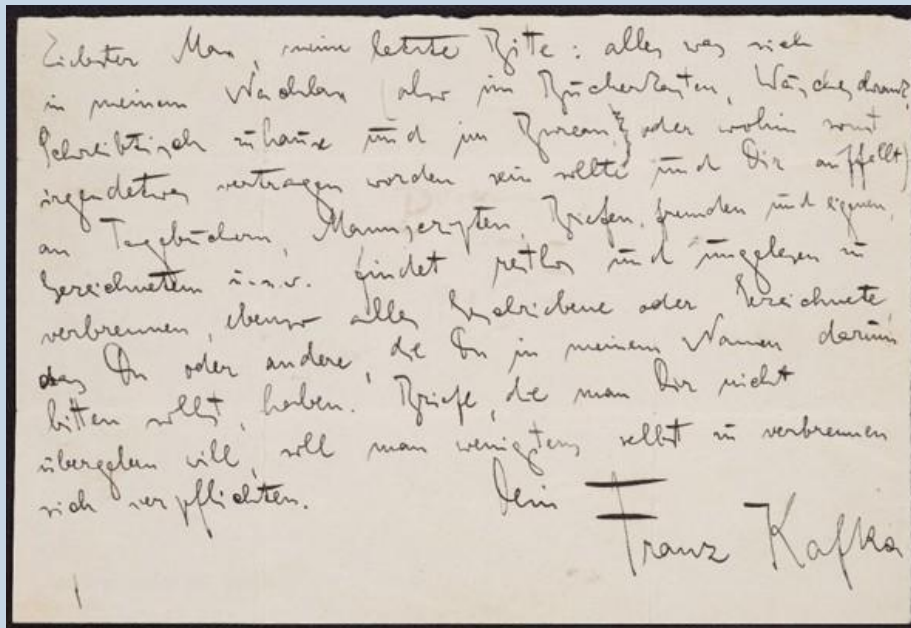 Liebster Max, meine letzte Bitte: alles was sich
in meinem Nachlass (also im Bücherkasten, Wäscheschrank,
Schreibtisch zuhause und im Bureau, oder wohin sonst
irgendetwas vertragen worden sein sollte und Dir auffällt)
an Tagebüchern, Manuscripten, Briefen, fremden und eignen,
Gezeichnetem u.s.w. findet restlos und ungelesen zu
verbrennen, ebenso alles Geschriebene oder Gezeichnete,
das Du oder andere, die Du in meinem Namen darum
bitten sollst, haben. Briefe, die man Dir nicht
übergeben will, soll man wenigstens selbst zu verbrennen
sich verpflichten.
Dein
Franz Kafka